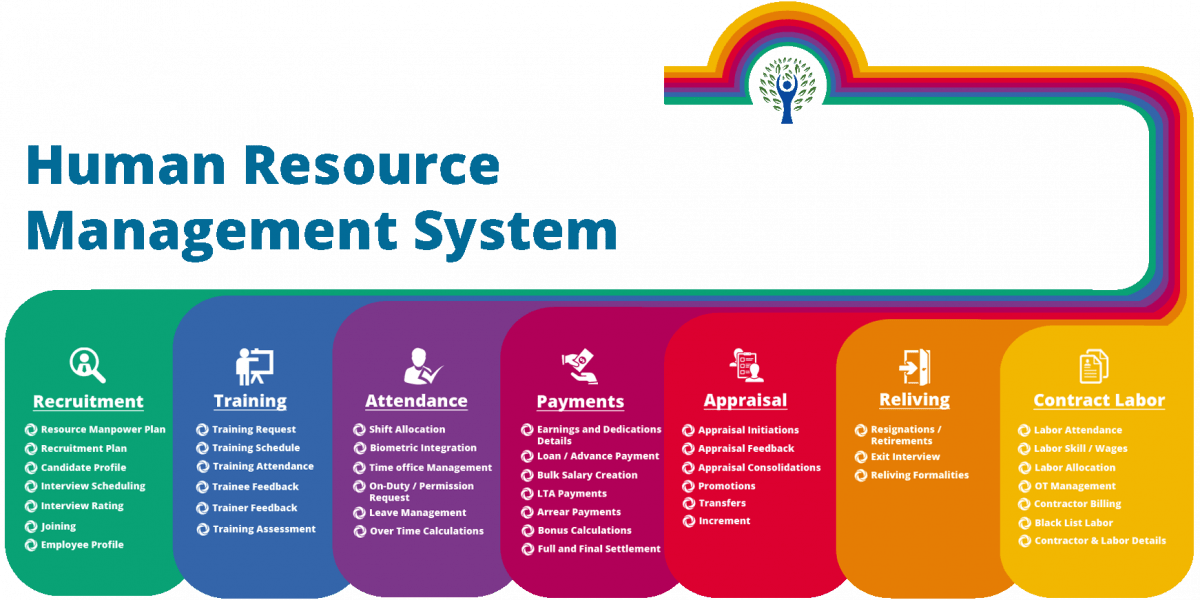 Human Resource
Management System
Recruitment
Resource Manpower Plan
Recruitment Plan
Candidate Profile
Interview Scheduling
Interview Rating
Joining
Employee Profile
Training
Training Request
Training Schedule
Training Attendance
Trainee Feedback
Trainer Feedback
Training Assessment
Attendance
Shift Allocation
Biometric Integration
Time office Management
On-Duty / Permission
Request
Leave Management
Over Time Calculations
Payments
Earnings and Dedications
Details
Loan / Advance Payment
Bulk Salary Creation
LTA Payments
Arrear Payments
Bonus Calculations
Full and Final Settlement
Appraisal
Appraisal Initiations
Appraisal Feedback
Appraisal Consolidations
Promotions
Transfers
Increment
Reliving
Resignations /
Retirements
Exit Interview
Reliving Formalities
Contract Labor
Labor Attendance
Labor Skill / Wages
Labor Allocation
OT Management
Contractor Billing
Black List Labor
Contractor & Labor Details